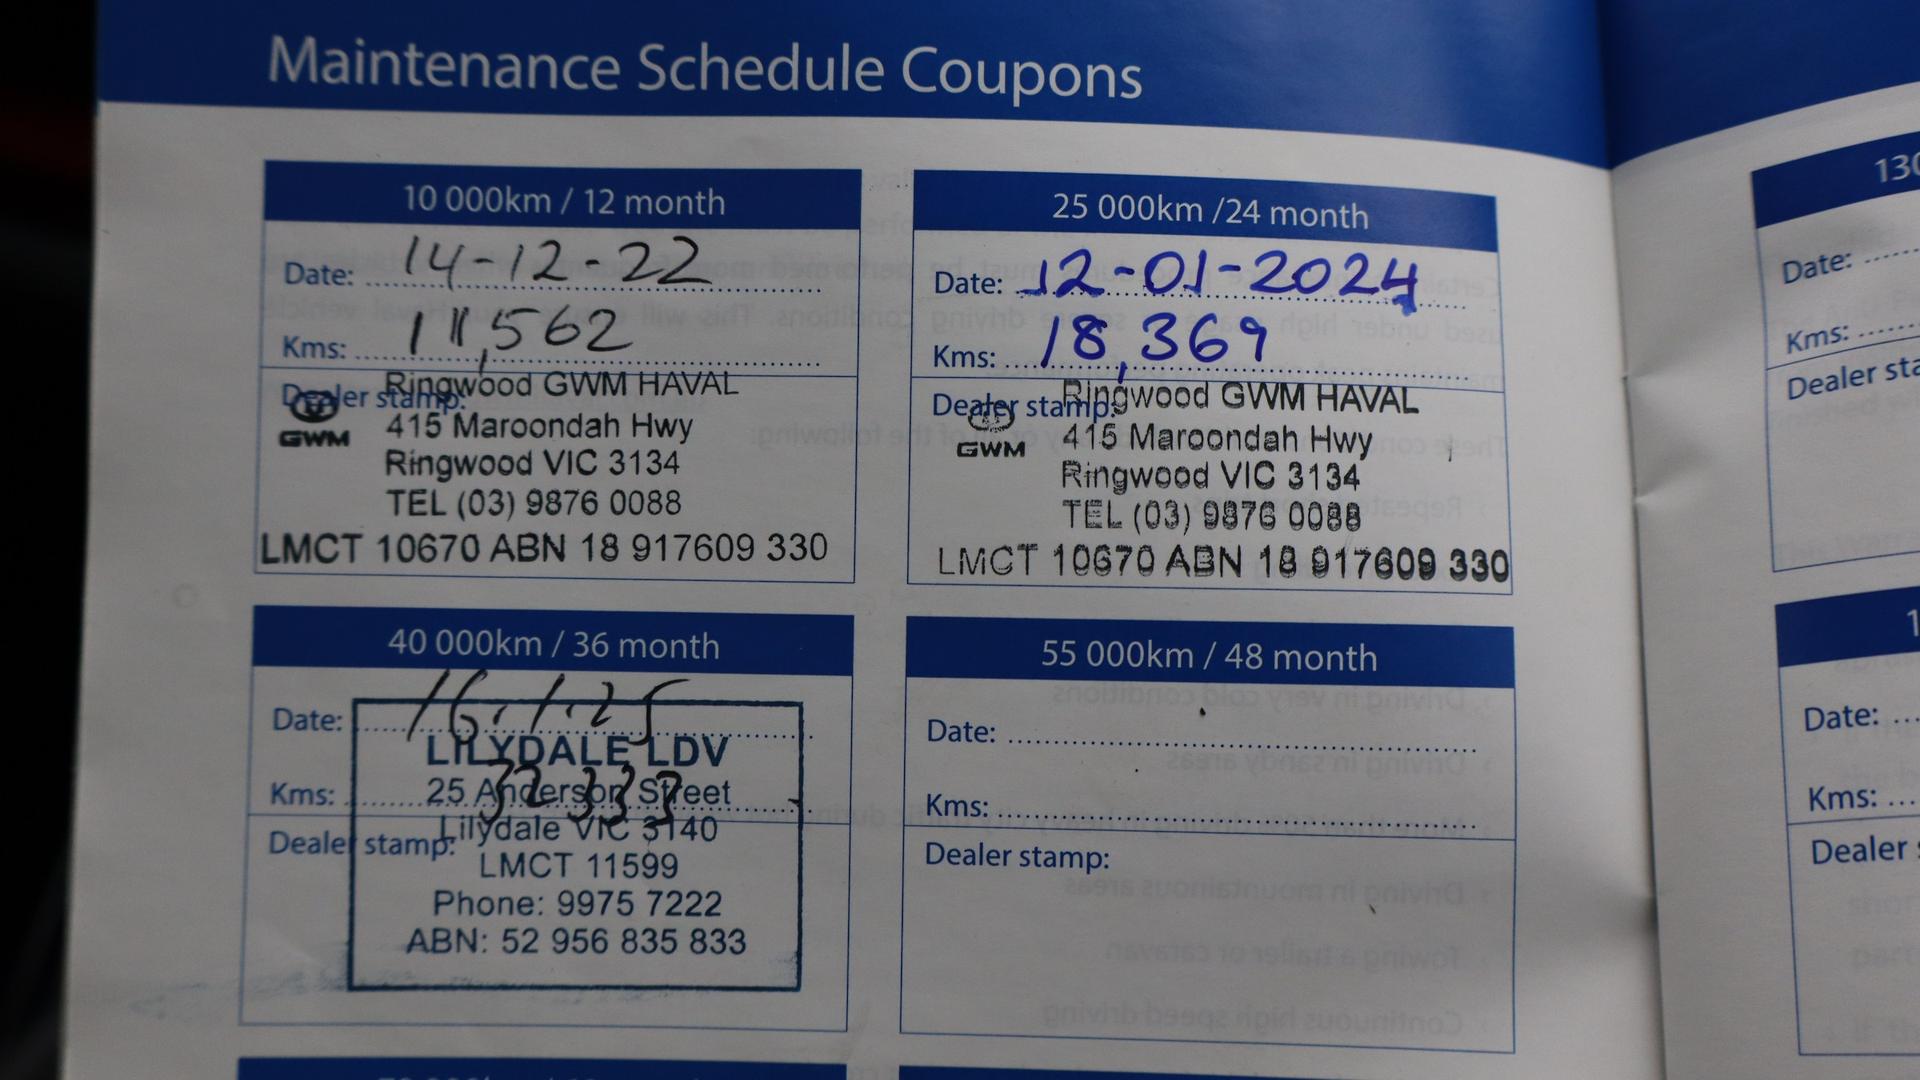 Maintenance Schedule Coupons
10 000km / 12 month
Date: 14-12-22
Kms: 11,562
Dealer stamp:
GWM
Ringwood GWM HAVAL
415 Maroondah Hwy
Ringwood VIC 3134
TEL (03) 9876 0088
LMCT 10670 ABN 18 917609 330
25 000km /24 month
Date: 12-01-2024
Kms: 18,369
Dealer stamp:
GWM
Ringwood GWM HAVAL
415 Maroondah Hwy
Ringwood VIC 3134
TEL (03) 9876 0088
LMCT 10670 ABN 18 917609 330
40 000km / 36 month
Date: 16.1.25
Kms: 32 333
Dealer stamp:
LILYDALE LDV
25 Anderson Street
Lilydale VIC 3140
LMCT 11599
Phone: 9975 7222
ABN: 52 956 835 833
55 000km / 48 month
Date:
Kms:
Dealer stamp:
130
Date:
Kms:
Dealer sta
1
Date:
Kms:
Dealer